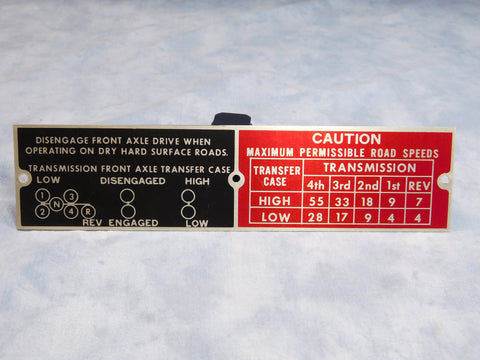 DISENGAGE FRONT AXLE DRIVE WHEN
OPERATING ON DRY HARD SURFACE ROADS.
TRANSMISSION FRONT AXLE TRANSFER CASE
LOW DISENGAGED HIGH
1 3
N
2 4 R
REV ENGAGED LOW
CAUTION
MAXIMUM PERMISSIBLE ROAD SPEEDS
TRANSFER CASE TRANSMISSION
4th 3rd 2nd 1st REV
HIGH 55 33 18 9 7
LOW 28 17 9 4 4